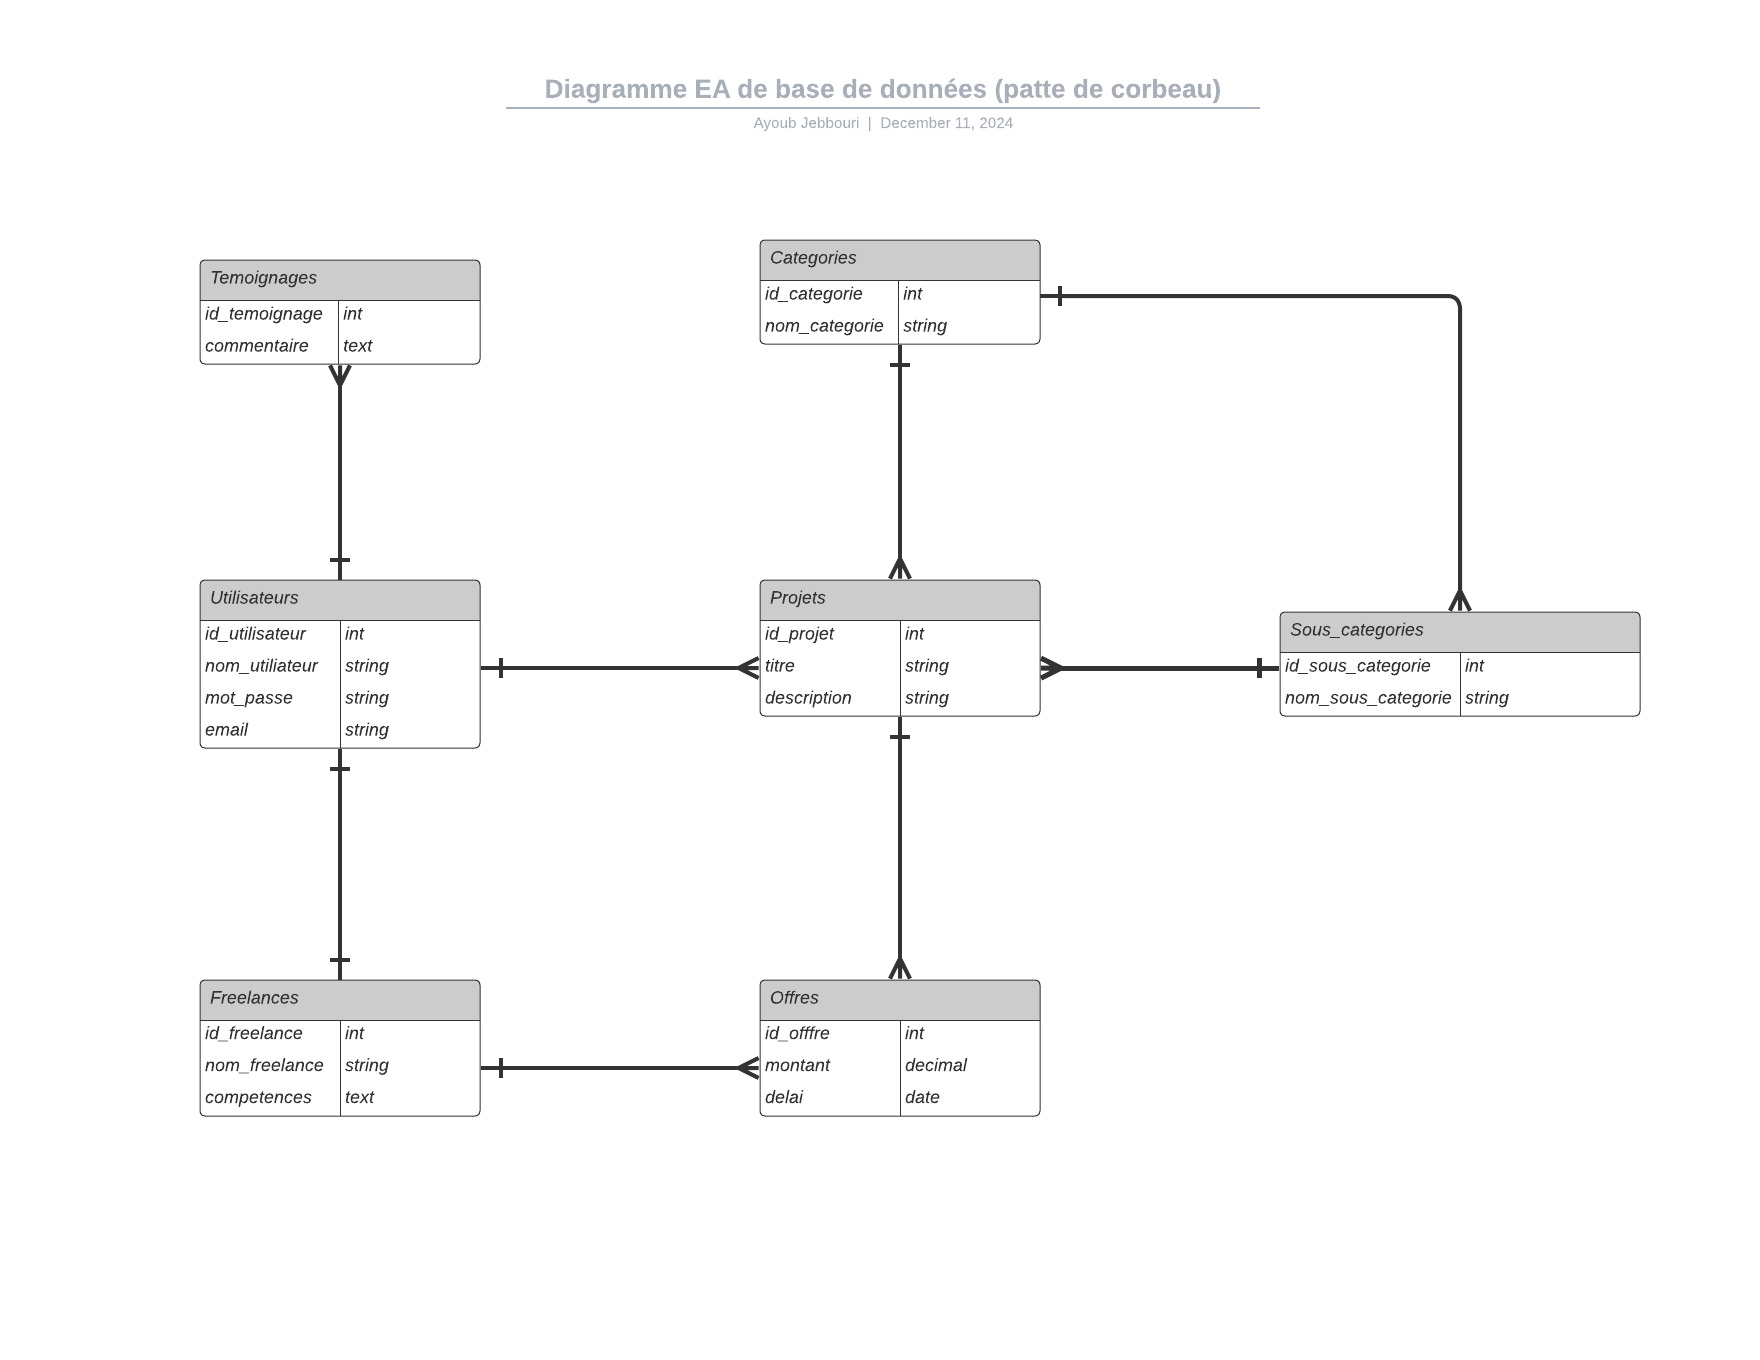 Diagramme EA de base de données (patte de corbeau)
Ayoub Jebbouri | December 11, 2024
Temoignages
id_temoignage int
commentaire text
Categories
id_categorie int
nom_categorie string
Utilisateurs
id_utilisateur int
nom_utiliateur string
mot_passe string
email string
Projets
id_projet int
titre string
description string
Sous_categories
id_sous_categorie int
nom_sous_categorie string
Freelances
id_freelance int
nom_freelance string
competences text
Offres
id_offfre int
montant decimal
delai date